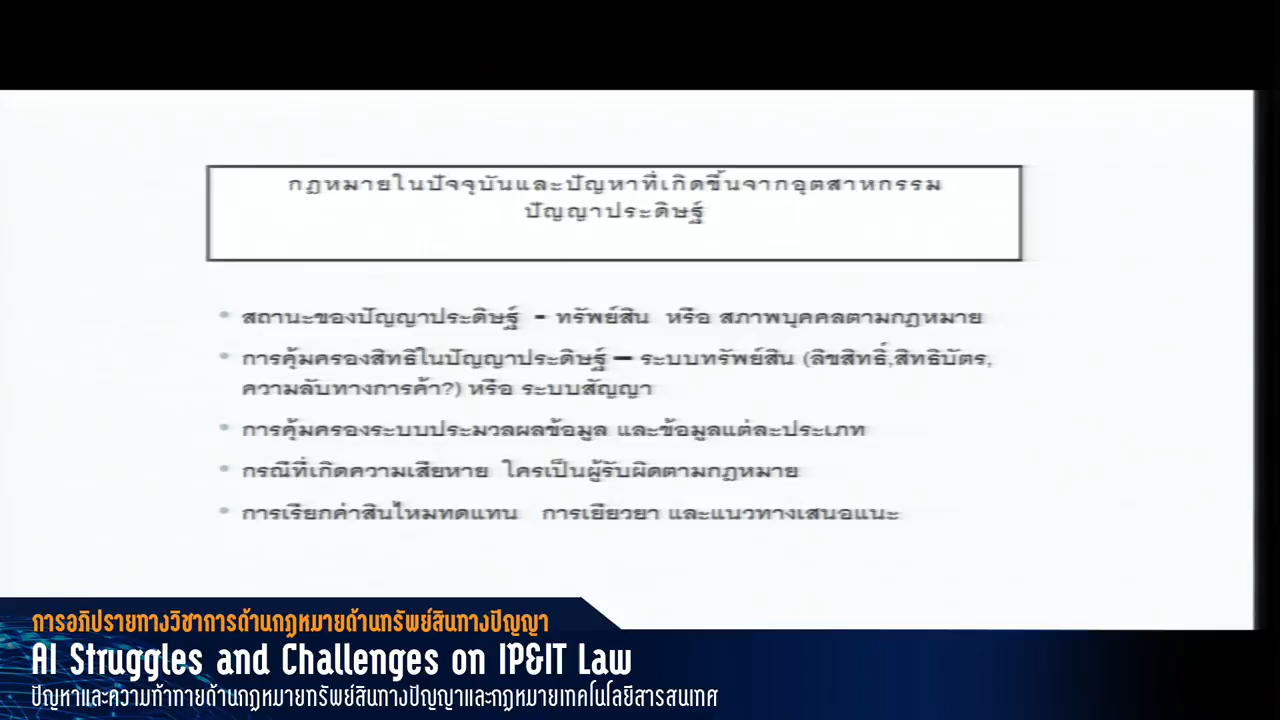 กฎหมายในปัจจุบันและปัญหาที่เกิดขึ้นจากอุตสาหกรรม
ปัญญาประดิษฐ์
• สถานะของปัญญาประดิษฐ์ - ทรัพย์สิน หรือ สภาพบุคคลตามกฎหมาย
• การคุ้มครองสิทธิในปัญญาประดิษฐ์ – ระบบทรัพย์สิน (ลิขสิทธิ์,สิทธิบัตร,
ความลับทางการค้า?) หรือ ระบบสัญญา
• การคุ้มครองระบบประมวลผลข้อมูล และข้อมูลแต่ละประเภท
• กรณีที่เกิดความเสียหาย ใครเป็นผู้รับผิดตามกฎหมาย
• การเรียกค่าสินไหมทดแทน การเยียวยา และแนวทางเสนอแนะ
การอภิปรายทางวิชาการด้านกฎหมายด้านทรัพย์สินทางปัญญา
AI Struggles and Challenges on IP&IT Law
ปัญหาและความท้าทายด้านกฎหมายทรัพย์สินทางปัญญาและกฎหมายเทคโนโลยีสารสนเทศ